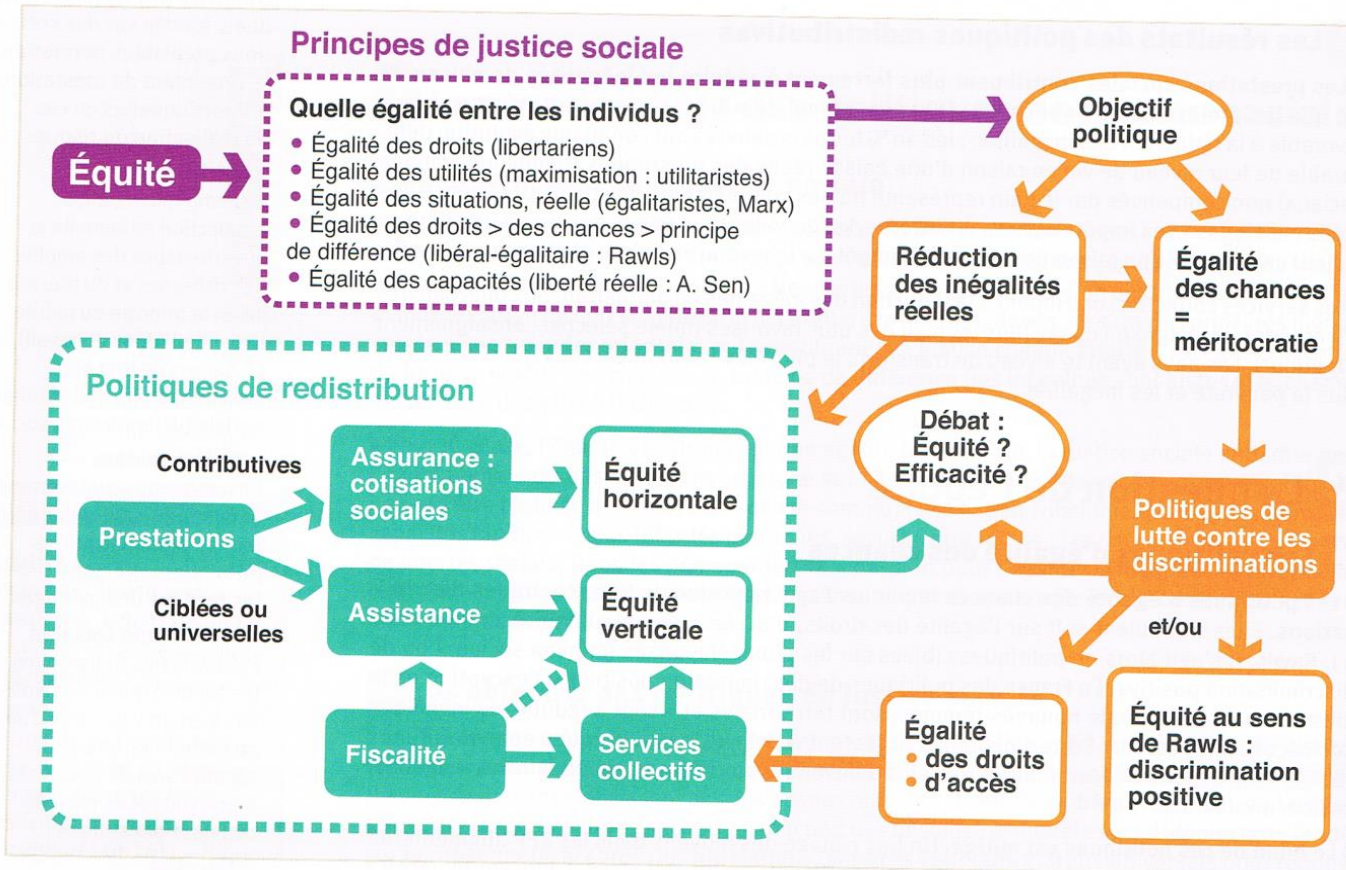 Principes de justice sociale
Équité
Quelle égalité entre les individus ?
• Égalité des droits (libertariens)
• Égalité des utilités (maximisation : utilitaristes)
• Égalité des situations, réelle (égalitaristes, Marx)
• Égalité des droits > des chances > principe
de différence (libéral-égalitaire : Rawls)
• Égalité des capacités (liberté réelle : A. Sen)
Objectif
politique
Réduction
des inégalités
réelles
Égalité
des chances
=
méritocratie
Politiques de redistribution
Contributives
Prestations
Ciblées ou
universelles
Assurance :
cotisations
sociales
Équité
horizontale
Assistance
Équité
verticale
Fiscalité
Services
collectifs
Débat :
Équité ?
Efficacité ?
Politiques de
lutte contre les
discriminations
et/ou
Égalité
• des droits
• d'accès
Équité au sens
de Rawls :
discrimination
positive